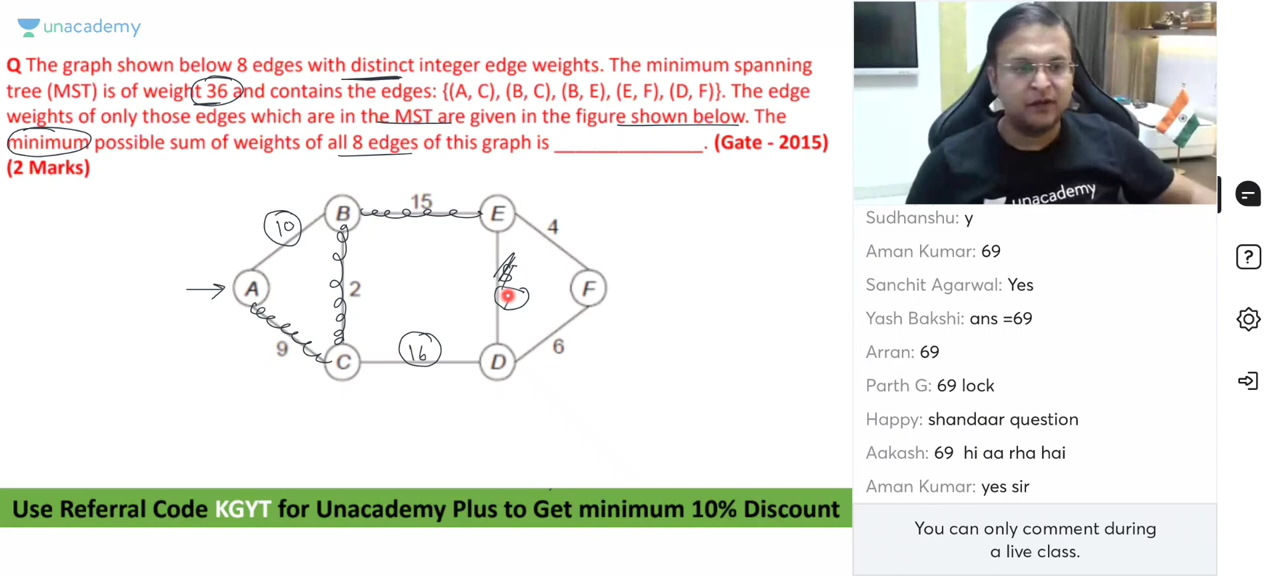 unacademy
Q The graph shown below 8 edges with distinct integer edge weights. The minimum spanning
tree (MST) is of weight 36 and contains the edges: {(A, C), (B, C), (B, E), (E, F), (D, F)}. The edge
weights of only those edges which are in the MST are given in the figure shown below. The
minimum possible sum of weights of all 8 edges of this graph is _______________. (Gate - 2015)
(2 Marks)
15
B
E
10
4
A
2
F
9
16
6
C
D
Use Referral Code KGYT for Unacademy Plus to Get minimum 10% Discount
unacademy
Sudhanshu: y
Aman Kumar: 69
Sanchit Agarwal: Yes
Yash Bakshi: ans =69
Arran: 69
Parth G: 69 lock
Happy: shandaar question
Aakash: 69 hi aa rha hai
Aman Kumar: yes sir
You can only comment during
a live class.